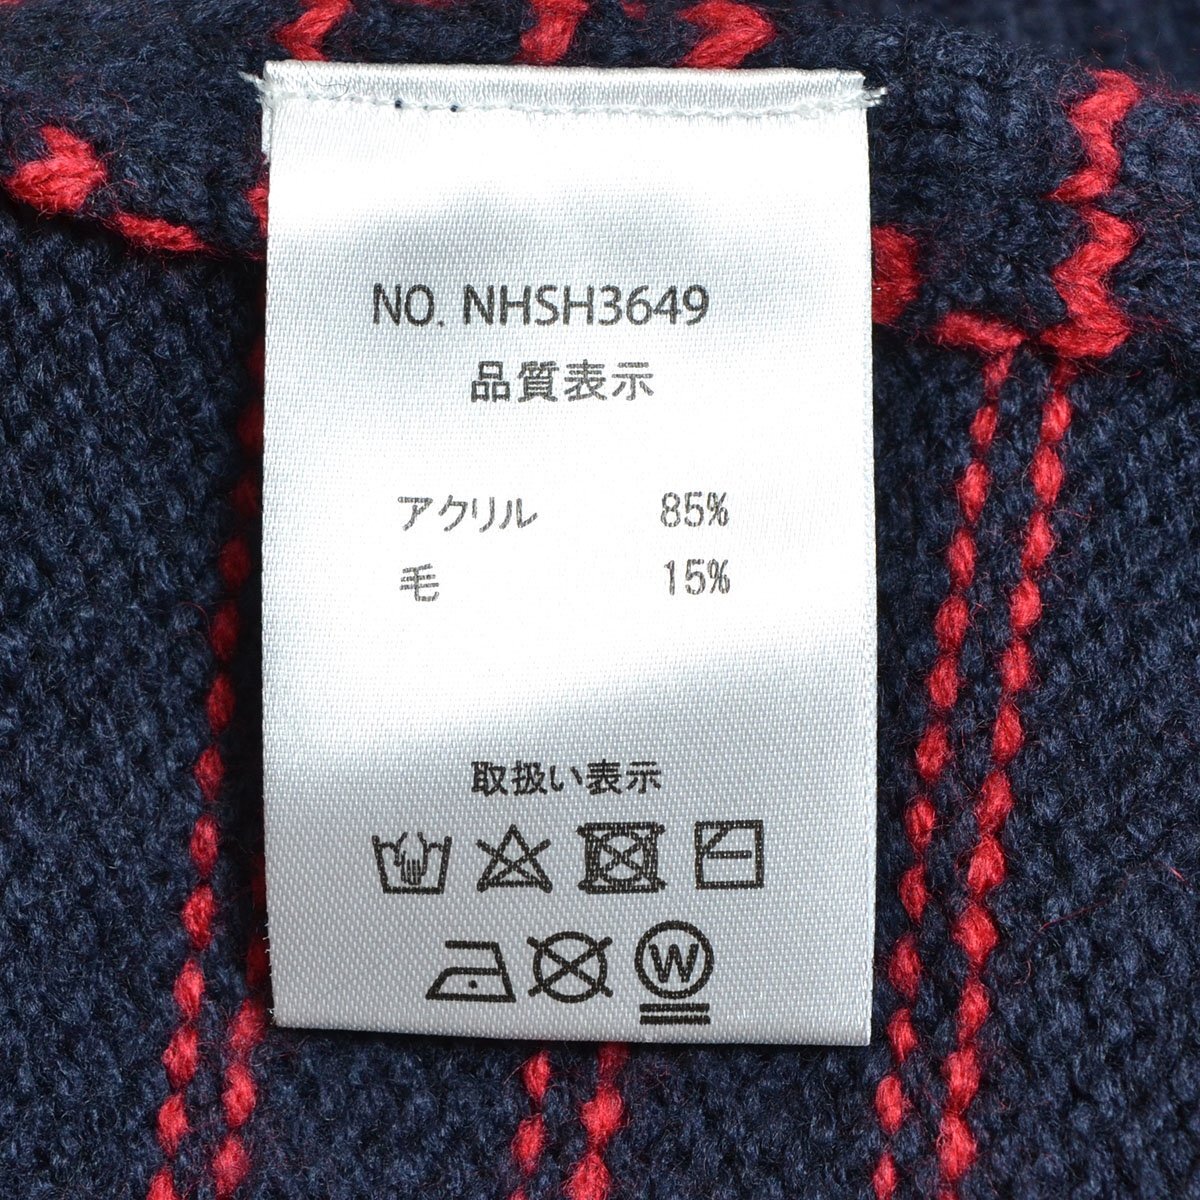 NO. NHSH3649
品質表示
アクリル 85%
毛 15%
取扱い表示
W